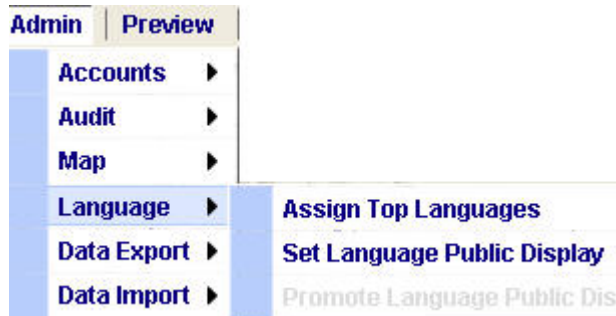 Admin | Preview |
Accounts
Audit
Map
Language
Assign Top Languages
Data Export
Set Language Public Display
Data Import
Promote Language Public Dis